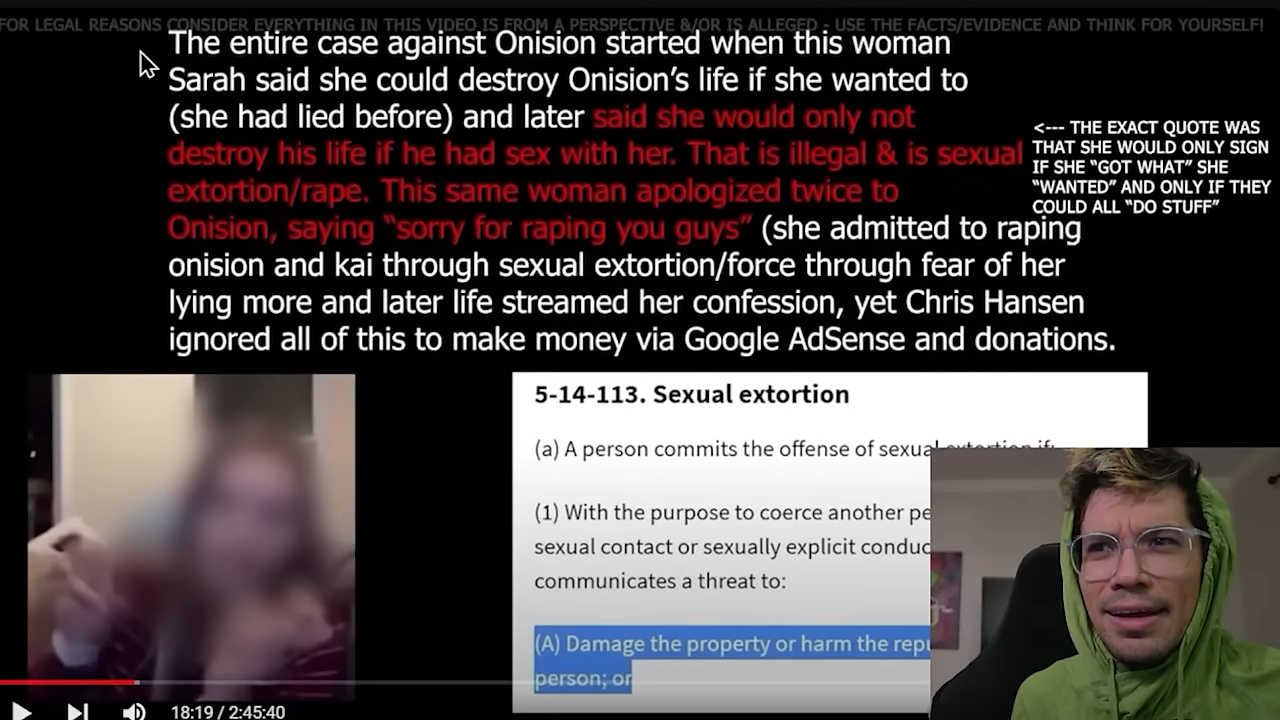 FOR LEGAL REASONS CONSIDER EVERYTHING IN THIS VIDEO IS FROM A PERSPECTIVE &/OR IS ALLEGED - USE THE FACTS/EVIDENCE AND THINK FOR YOURSELF!
The entire case against Onision started when this woman
Sarah said she could destroy Onision’s life if she wanted to
(she had lied before) and later said she would only not
destroy his life if he had sex with her. That is illegal & is sexual
extortion/rape. This same woman apologized twice to
Onision, saying “sorry for raping you guys” (she admitted to raping
onision and kai through sexual extortion/force through fear of her
lying more and later life streamed her confession, yet Chris Hansen
ignored all of this to make money via Google AdSense and donations.
<--- THE EXACT QUOTE WAS
THAT SHE WOULD ONLY SIGN
IF SHE “GOT WHAT” SHE
“WANTED” AND ONLY IF THEY
COULD ALL “DO STUFF”
5-14-113. Sexual extortion
(a) A person commits the offense of sexual extortion if:
(1) With the purpose to coerce another pe
sexual contact or sexually explicit conduc
communicates a threat to:
(A) Damage the property or harm the repu
person; or
18:19 / 2:45:40